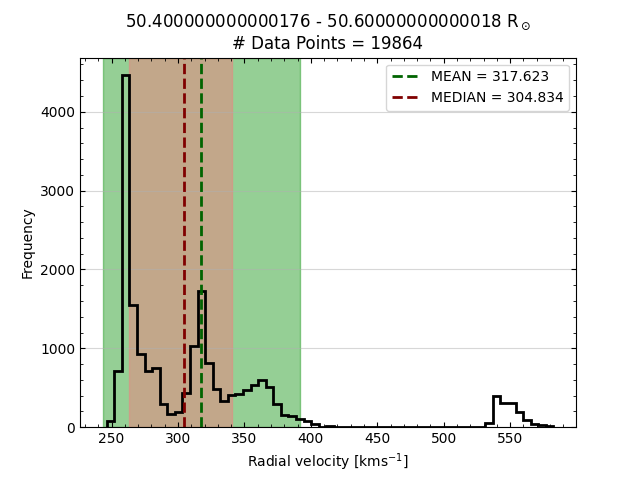 50.400000000000176 - 50.60000000000018 R⊙
# Data Points = 19864
MEAN = 317.623
MEDIAN = 304.834
4000
3000
2000
1000
0
Frequency
250 300 350 400 450 500 550
Radial velocity [kms⁻¹]